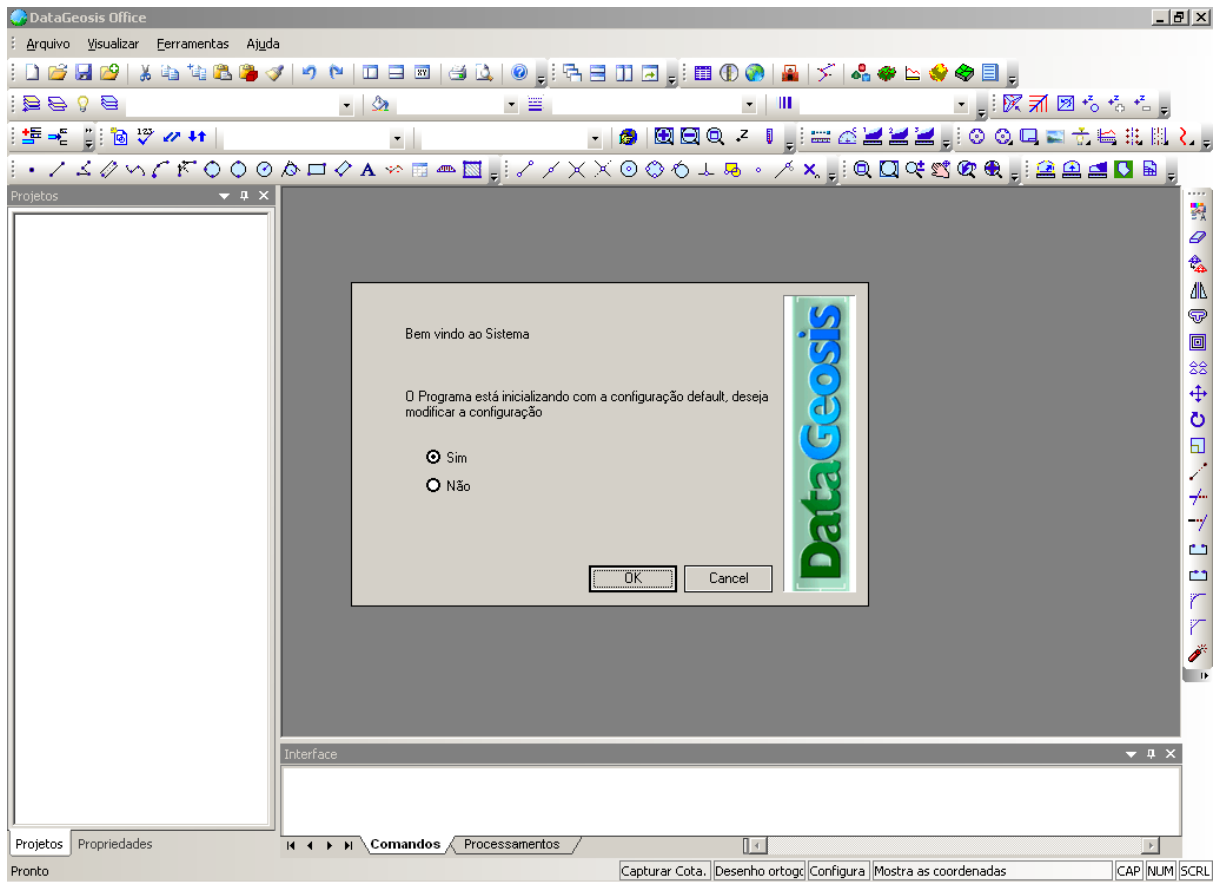 DataGeosis Office
Arquivo Visualizar Ferramentas Ajuda
Projetos
Bem vindo ao Sistema
O Programa está inicializando com a configuração default, deseja
modificar a configuração
Sim
Não
OK Cancel
DataGeosis
Interface
Projetos Propriedades
Comandos Processamentos
Pronto
Capturar Cota. Desenho ortogo Configura Mostra as coordenadas CAP NUM SCRL